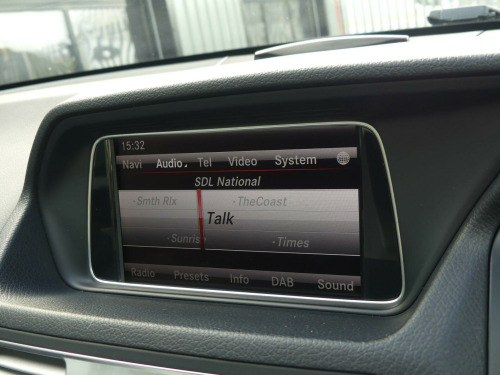 15:32
Navi Audio. Tel Video System
SDL National
· Smth Rlx · TheCoast
Talk
· Sunris · · Times
Radio Presets Info DAB Sound